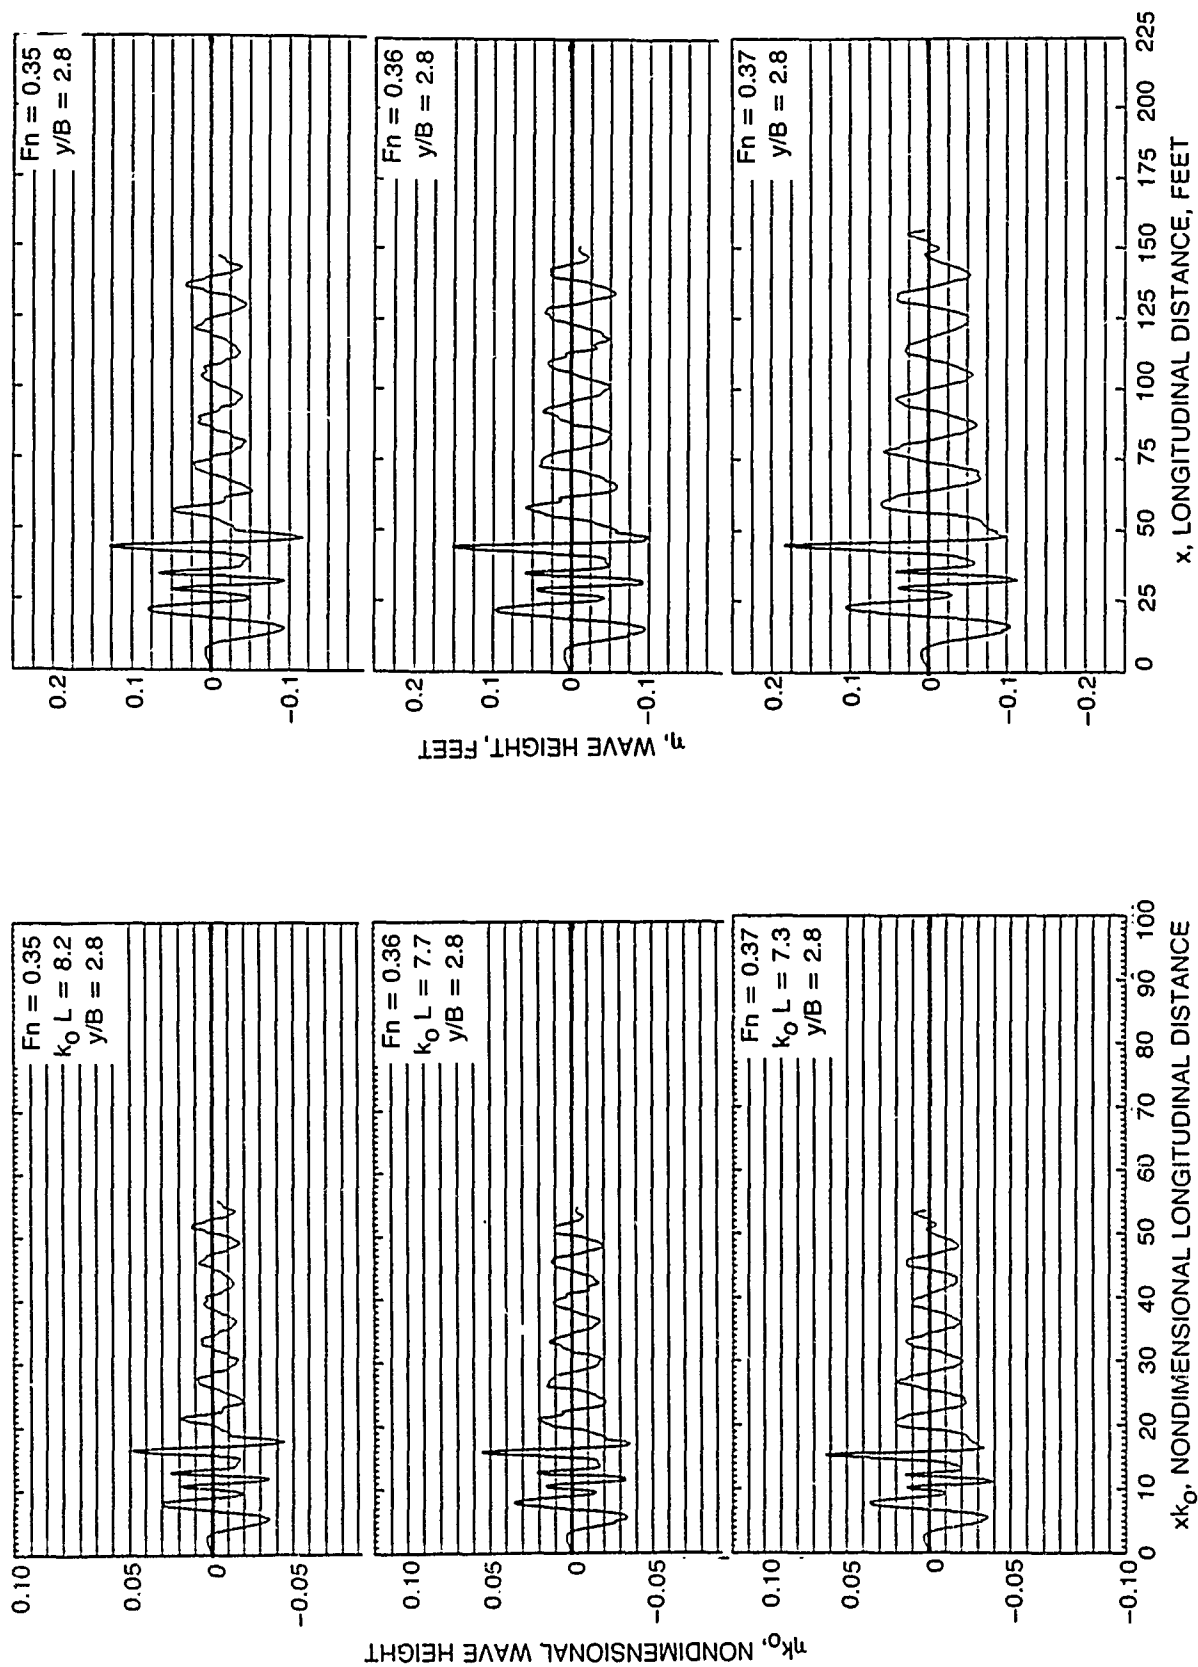 Fn = 0.35
k₀ L = 8.2
y/B = 2.8
0.10
0.05
0
−0.05
Fn = 0.36
k₀ L = 7.7
y/B = 2.8
0.05
0
−0.05
Fn = 0.37
k₀ L = 7.3
y/B = 2.8
0.05
0
−0.05
−0.10
ηk₀, NONDIMENSIONAL WAVE HEIGHT
0 10 20 30 40 50 60 70 80 90 100
xk₀, NONDIMENSIONAL LONGITUDINAL DISTANCE
Fn = 0.35
y/B = 2.8
0.2
0.1
0
−0.1
Fn = 0.36
y/B = 2.8
0.2
0.1
0
−0.1
Fn = 0.37
y/B = 2.8
0.2
0.1
0
−0.1
−0.2
η, WAVE HEIGHT, FEET
0 25 50 75 100 125 150 175 200 225
x, LONGITUDINAL DISTANCE, FEET